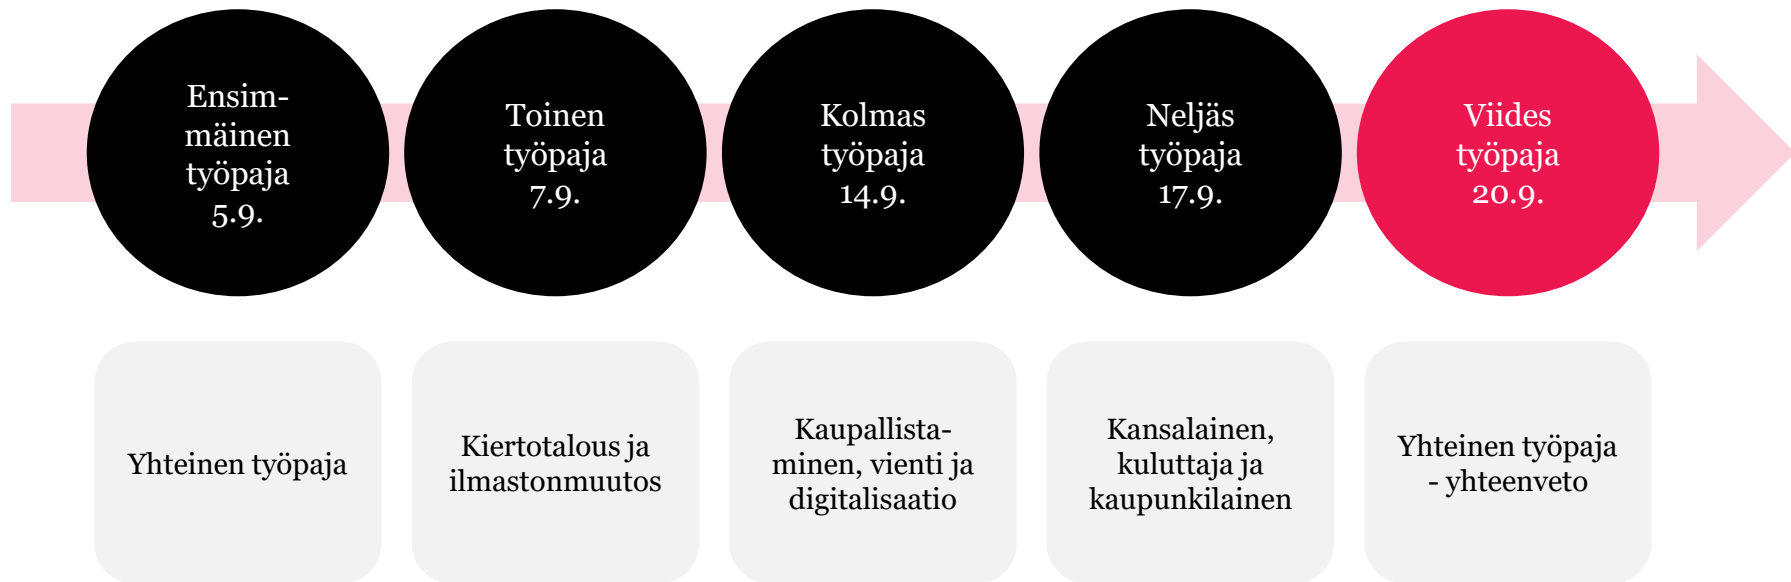 Ensim-
mäinen
työpaja
5.9.
Toinen
työpaja
7.9.
Kolmas
työpaja
14.9.
Neljäs
työpaja
17.9.
Viides
työpaja
20.9.
Yhteinen työpaja
Kiertotalous ja
ilmastonmuutos
Kaupallista-
minen, vienti ja
digitalisaatio
Kansalainen,
kuluttaja ja
kaupunkilainen
Yhteinen työpaja
- yhteenveto